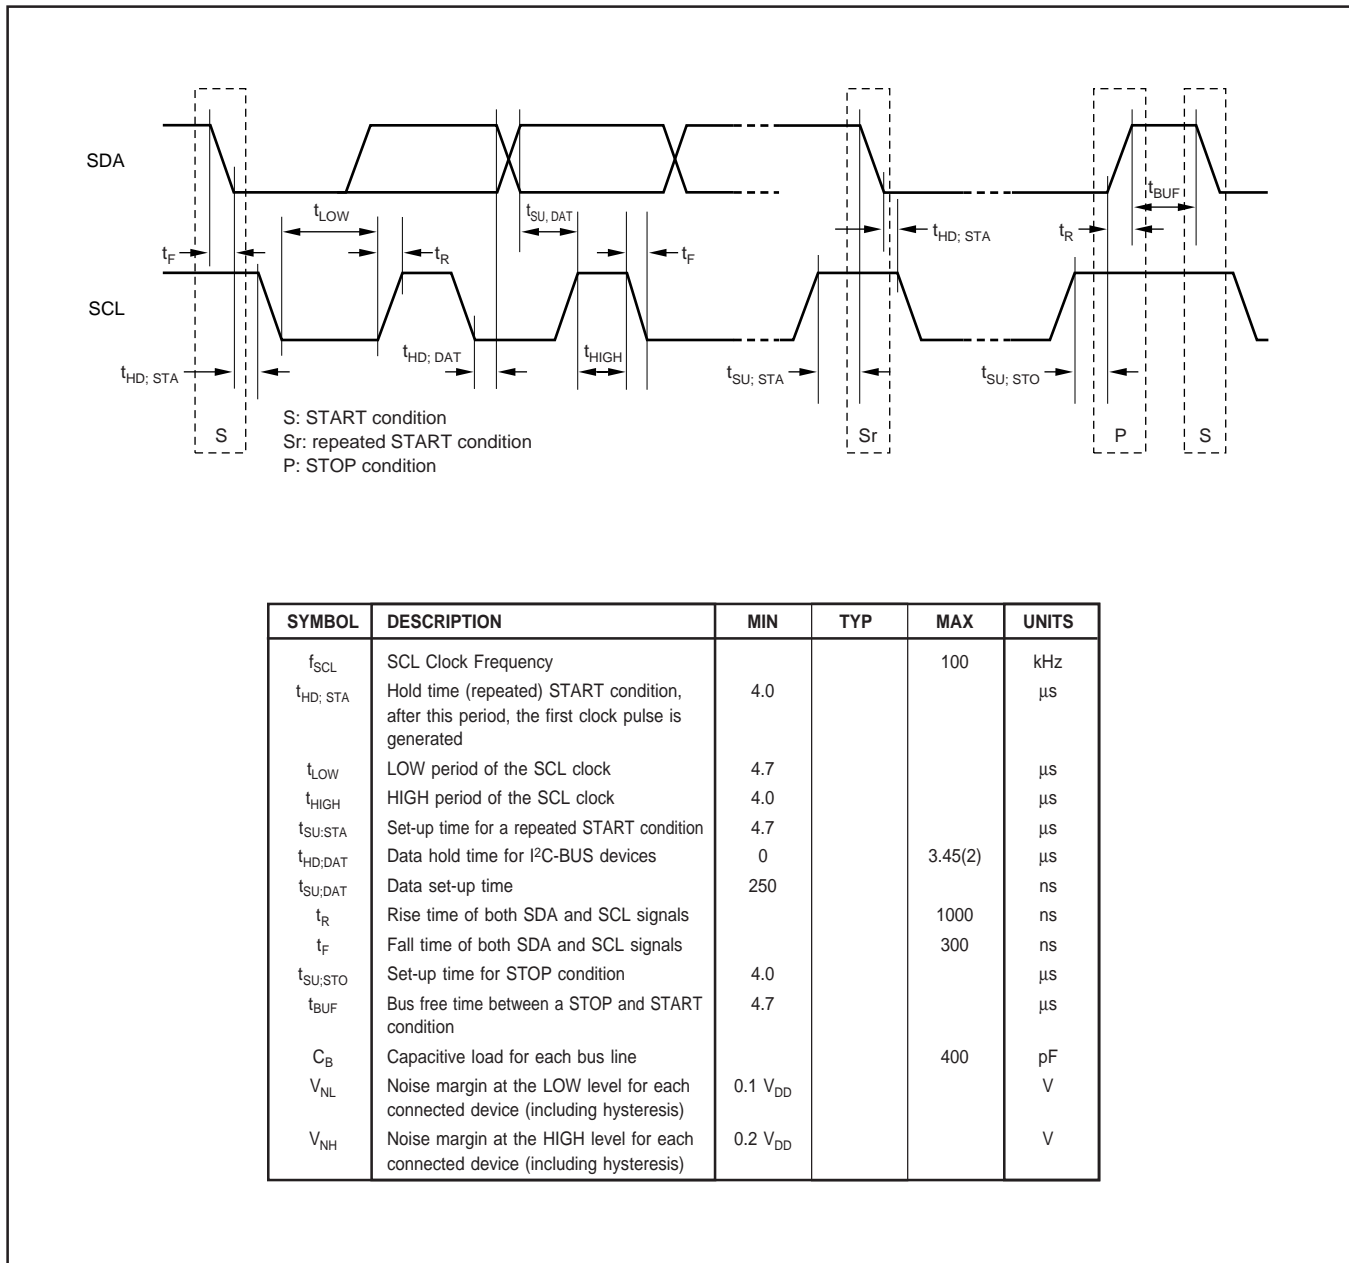 SDA
t_LOW
t_SU, DAT
t_BUF
t_HD; STA
t_R
t_F
t_R
t_F
SCL
t_HD; STA
t_HD; DAT
t_HIGH
t_SU; STA
t_SU; STO
S: START condition
Sr: repeated START condition
P: STOP condition
S
Sr
P
S
SYMBOL DESCRIPTION MIN TYP MAX UNITS
f_SCL SCL Clock Frequency 100 kHz
t_HD; STA Hold time (repeated) START condition, 4.0 μs
after this period, the first clock pulse is
generated
t_LOW LOW period of the SCL clock 4.7 μs
t_HIGH HIGH period of the SCL clock 4.0 μs
t_SU:STA Set-up time for a repeated START condition 4.7 μs
t_HD;DAT Data hold time for I²C-BUS devices 0 3.45(2) μs
t_SU;DAT Data set-up time 250 ns
t_R Rise time of both SDA and SCL signals 1000 ns
t_F Fall time of both SDA and SCL signals 300 ns
t_SU;STO Set-up time for STOP condition 4.0 μs
t_BUF Bus free time between a STOP and START 4.7 μs
condition
C_B Capacitive load for each bus line 400 pF
V_NL Noise margin at the LOW level for each 0.1 V_DD V
connected device (including hysteresis)
V_NH Noise margin at the HIGH level for each 0.2 V_DD V
connected device (including hysteresis)